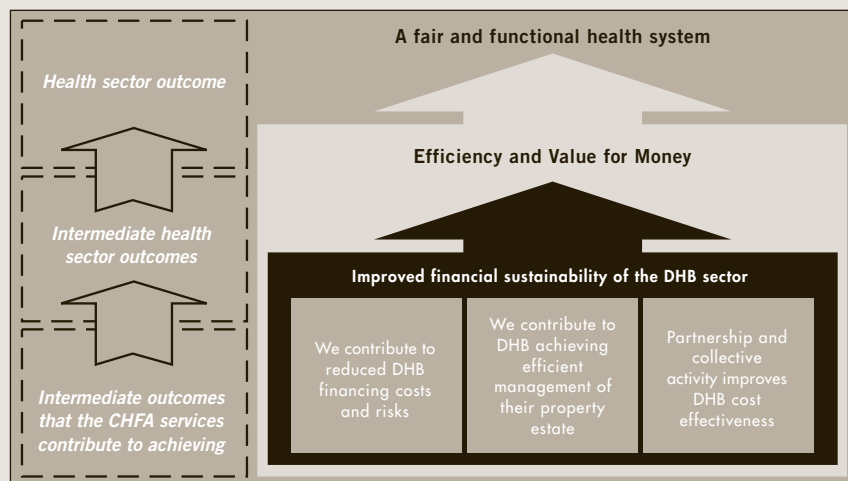 A fair and functional health system
Health sector outcome
Efficiency and Value for Money
Intermediate health
sector outcomes
Improved financial sustainability of the DHB sector
We contribute to
reduced DHB
financing costs
and risks
We contribute to
DHB achieving
efficient
management of
their property
estate
Partnership and
collective
activity improves
DHB cost
effectiveness
Intermediate outcomes
that the CHFA services
contribute to achieving